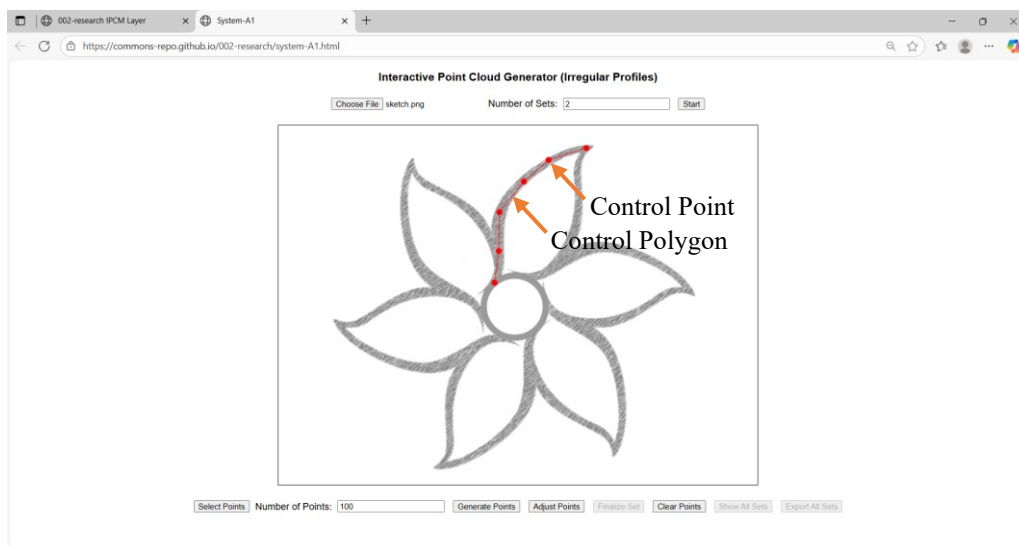 002-research IPCM Layer
System-A1
https://commons-repo.github.io/002-research/system-A1.html
Interactive Point Cloud Generator (Irregular Profiles)
Choose File sketch.png Number of Sets: 2 Start
Control Point
Control Polygon
Select Points Number of Points: 100 Generate Points Adjust Points Finalize Set Clear Points Show All Sets Export All Sets